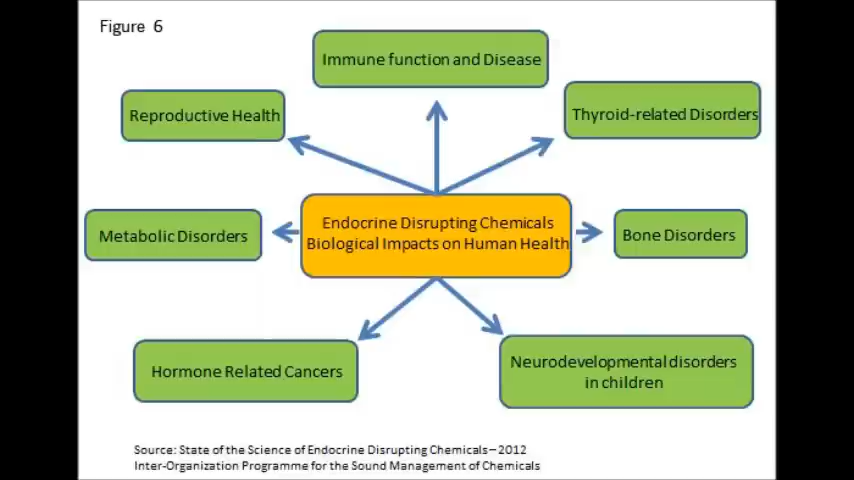 Figure 6
Immune function and Disease
Reproductive Health
Thyroid-related Disorders
Endocrine Disrupting Chemicals
Biological Impacts on Human Health
Metabolic Disorders
Bone Disorders
Hormone Related Cancers
Neurodevelopmental disorders
in children
Source: State of the Science of Endocrine Disrupting Chemicals – 2012
Inter-Organization Programme for the Sound Management of Chemicals